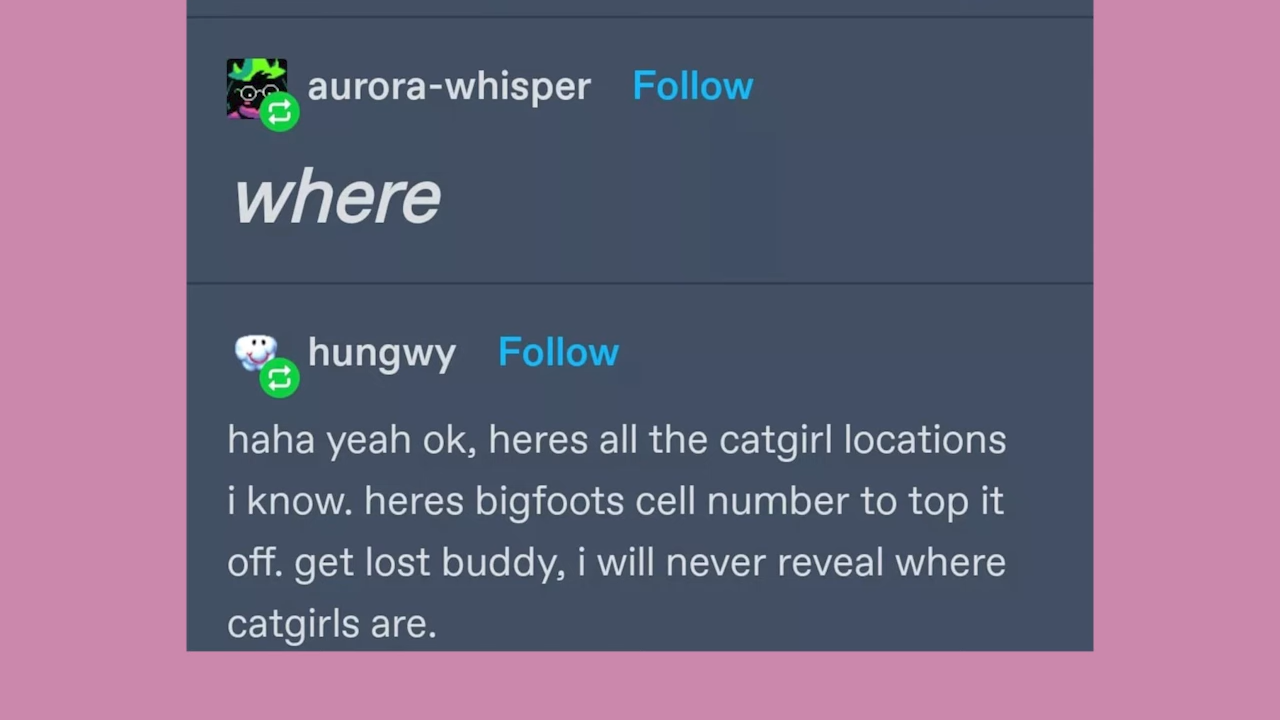 aurora-whisper Follow
where
hungwy Follow
haha yeah ok, heres all the catgirl locations
i know. heres bigfoots cell number to top it
off. get lost buddy, i will never reveal where
catgirls are.